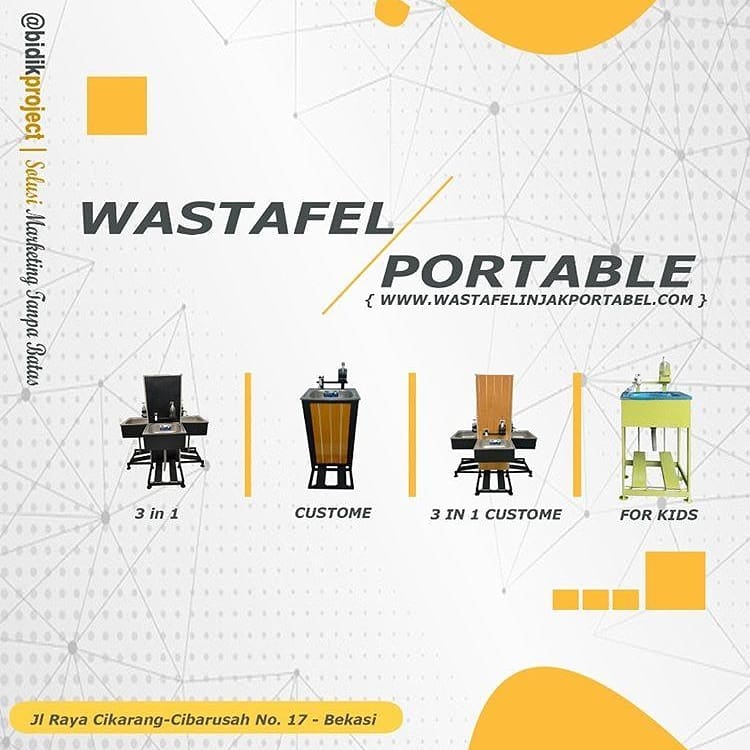 @bidikproject | Solusi Marketing Tanpa Batas
WASTAFEL
PORTABLE
{ WWW.WASTAFELINJAKPORTABEL.COM }
3 in 1
CUSTOME
3 IN 1 CUSTOME
FOR KIDS
Jl Raya Cikarang-Cibarusah No. 17 - Bekasi